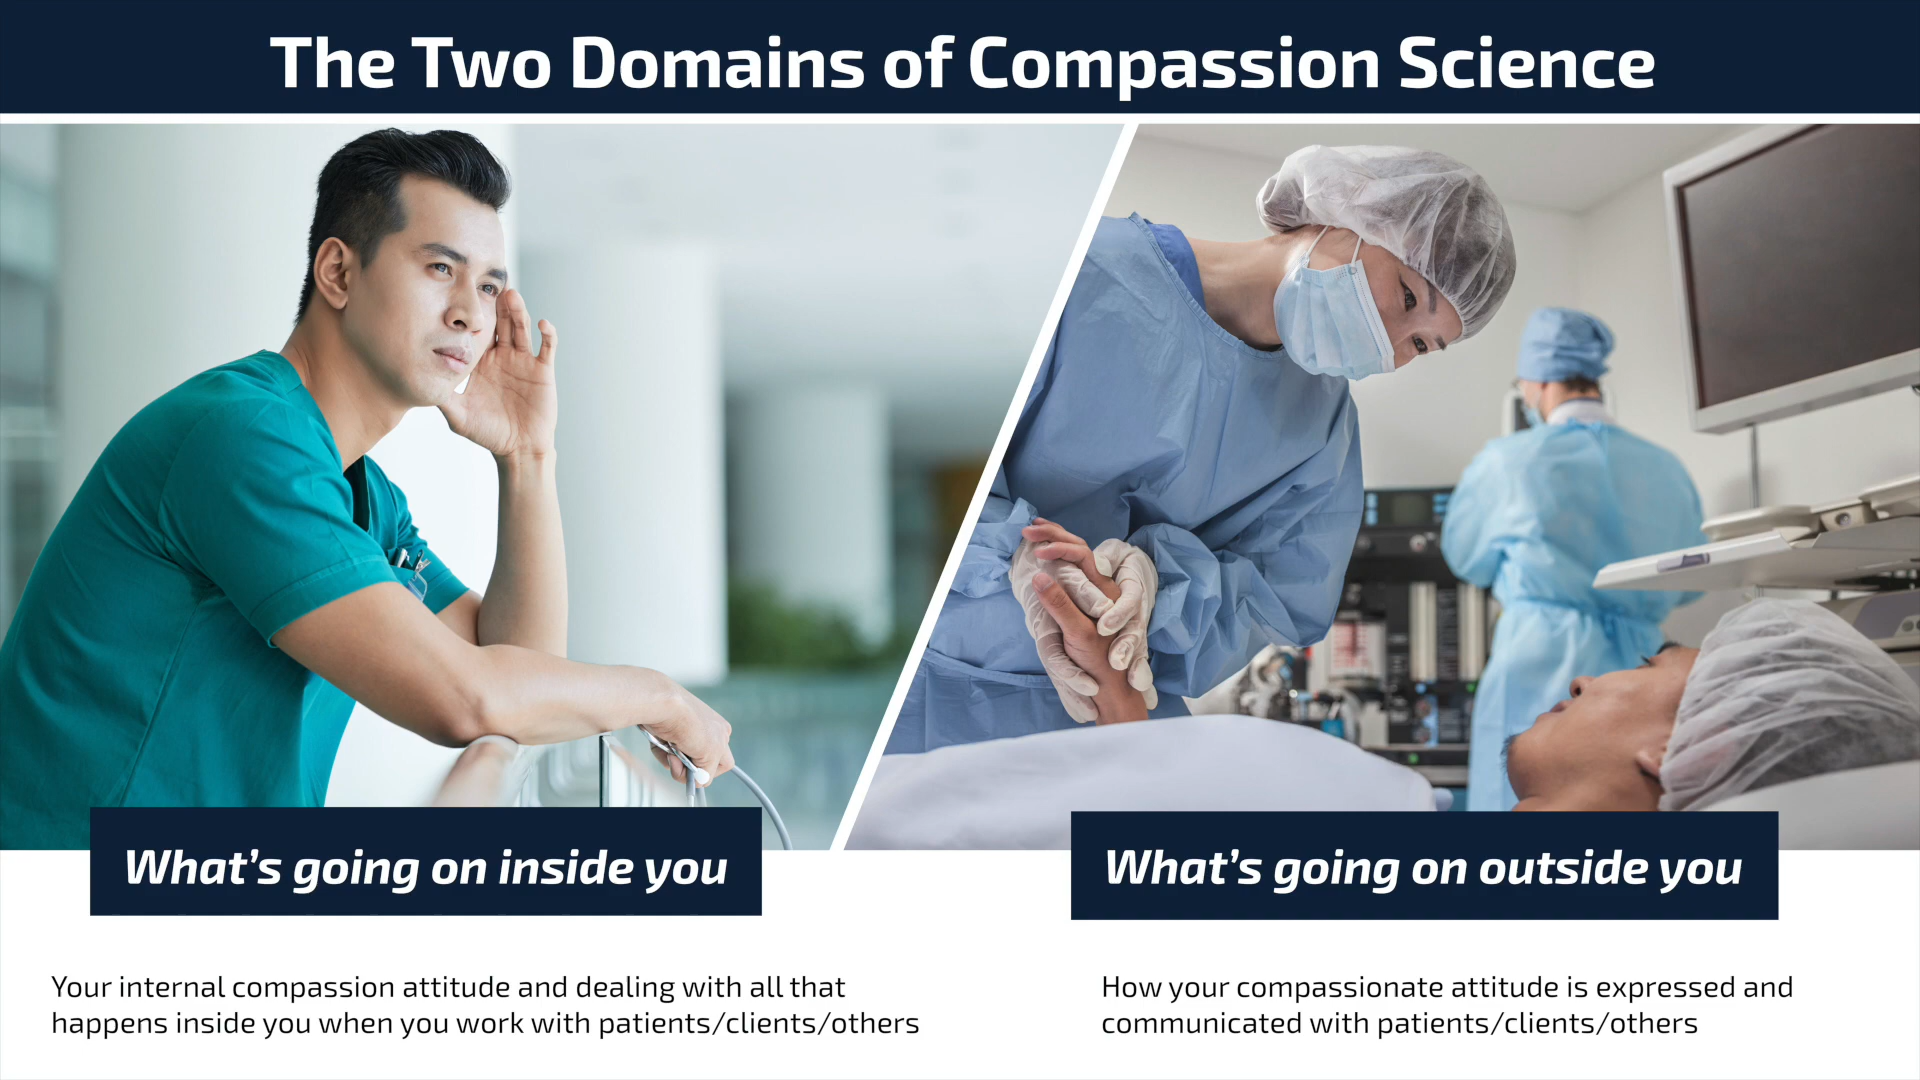 The Two Domains of Compassion Science
What’s going on inside you
Your internal compassion attitude and dealing with all that
happens inside you when you work with patients/clients/others
What’s going on outside you
How your compassionate attitude is expressed and
communicated with patients/clients/others